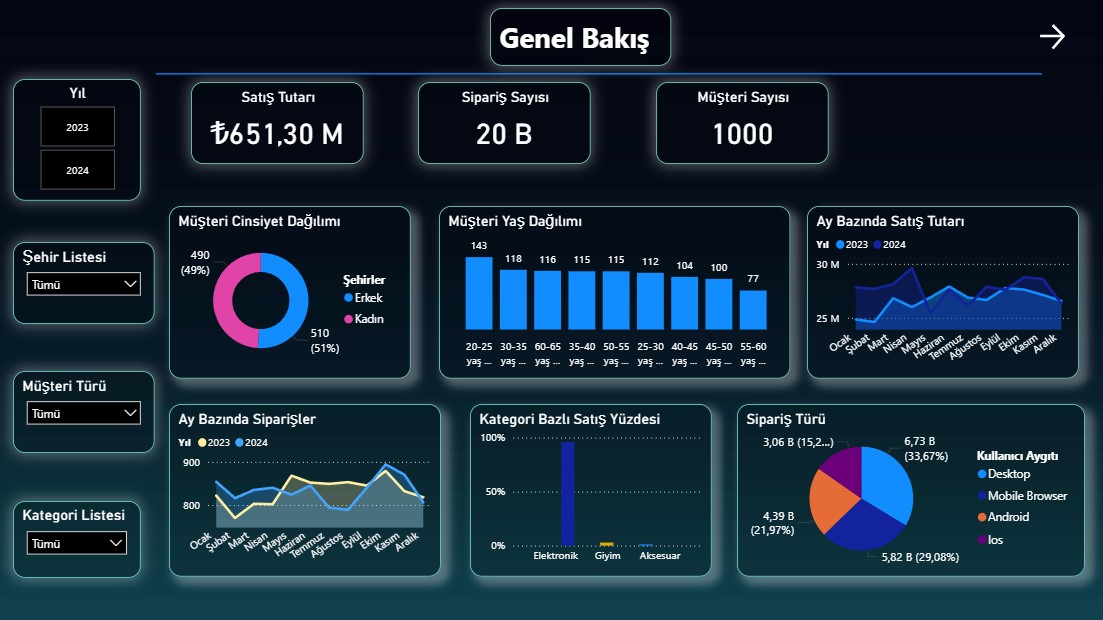 Genel Bakış
Yıl
2023
2024
Satış Tutarı
₺651,30 M
Sipariş Sayısı
20 B
Müşteri Sayısı
1000
Şehir Listesi
Tümü
Müşteri Türü
Tümü
Kategori Listesi
Tümü
Müşteri Cinsiyet Dağılımı
490
(49%)
510
(51%)
Şehirler
Erkek
Kadın
Müşteri Yaş Dağılımı
143 118 116 115 115 112 104 100 77
20-25 30-35 60-65 35-40 50-55 25-30 40-45 45-50 55-60
yaş ... yaş ... yaş ... yaş ... yaş ... yaş ... yaş ... yaş ... yaş ...
Ay Bazında Satış Tutarı
Yıl 2023 2024
30 M
25 M
Ocak Şubat Mart Nisan Mayıs Haziran Temmuz Ağustos Eylül Ekim Kasım Aralık
Ay Bazında Siparişler
Yıl 2023 2024
900
800
Ocak Şubat Mart Nisan Mayıs Haziran Temmuz Ağustos Eylül Ekim Kasım Aralık
Kategori Bazlı Satış Yüzdesi
100%
50%
0%
Elektronik Giyim Aksesuar
Sipariş Türü
3,06 B (15,2...)
6,73 B
(33,67%)
4,39 B
(21,97%)
5,82 B (29,08%)
Kullanıcı Aygıtı
Desktop
Mobile Browser
Android
Ios